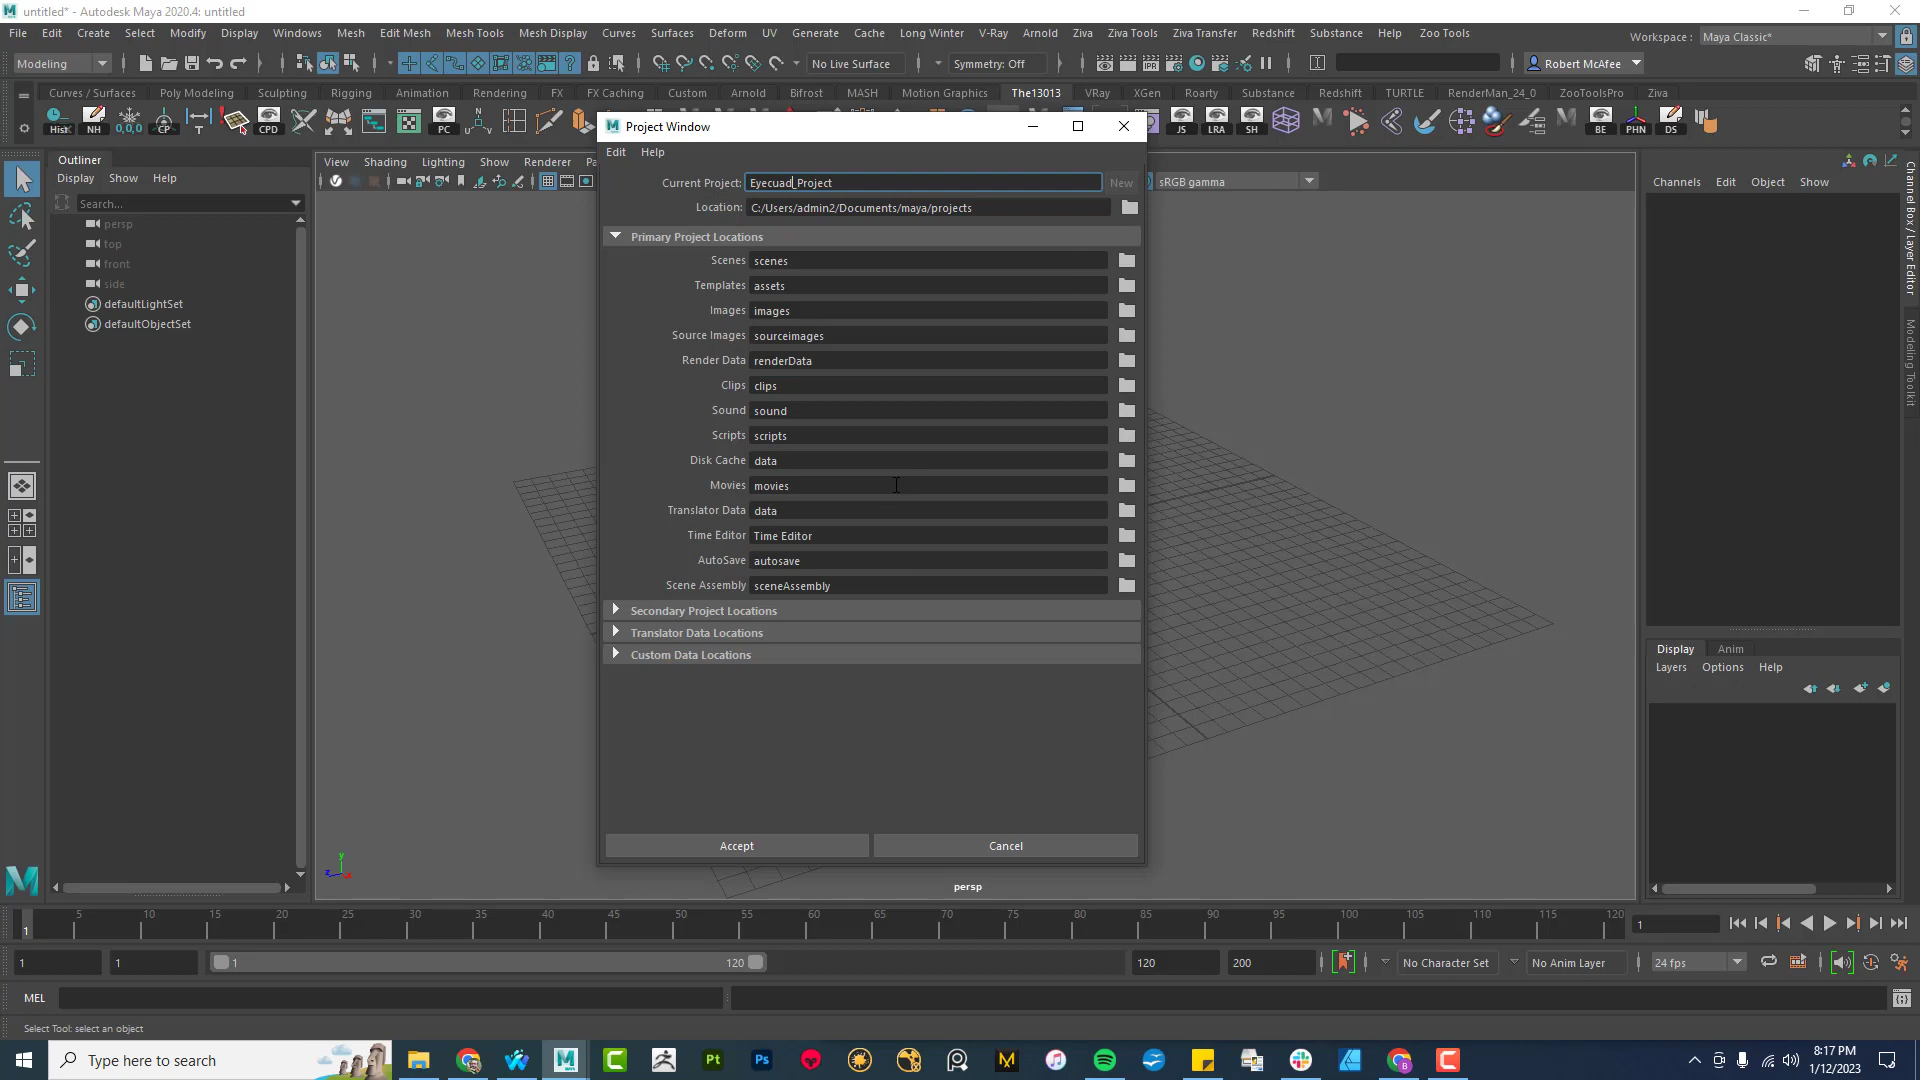 untitled* - Autodesk Maya 2020.4: untitled
File Edit Create Select Modify Display Windows Mesh Edit Mesh Mesh Tools Mesh Display Curves Surfaces Deform UV Generate Cache Long Winter V-Ray Arnold Ziva Ziva Tools Ziva Transfer Redshift Substance Help Zoo Tools
Workspace : Maya Classic*
Modeling No Live Surface Symmetry: Off Robert McAfee
Curves / Surfaces Poly Modeling Sculpting Rigging Animation Rendering FX FX Caching Custom Arnold Bifrost MASH Motion Graphics The13013 VRay XGen Roarty Substance Redshift TURTLE RenderMan_24_0 ZooToolsPro Ziva
Hist NH 0,0,0 CP CPD PC JS LRA SH BE PHN DS
Outliner
Display Show Help
Search...
persp
top
front
side
defaultLightSet
defaultObjectSet
View Shading Lighting Show Renderer Pa
sRGB gamma
Project Window
Edit Help
Current Project: Eyecuad_Project New
Location: C:/Users/admin2/Documents/maya/projects
Primary Project Locations
Scenes scenes
Templates assets
Images images
Source Images sourceimages
Render Data renderData
Clips clips
Sound sound
Scripts scripts
Disk Cache data
Movies movies
Translator Data data
Time Editor Time Editor
AutoSave autosave
Scene Assembly sceneAssembly
Secondary Project Locations
Translator Data Locations
Custom Data Locations
Accept Cancel
persp
Channels Edit Object Show
Channel Box / Layer Editor
Modeling Toolkit
Display Anim
Layers Options Help
5 10 15 20 25 30 35 40 45 50 55 60 65 70 75 80 85 90 95 100 105 110 115 120
1 1
1 1 1 120 120 200 No Character Set No Anim Layer 24 fps
MEL
Select Tool: select an object
Type here to search
8:17 PM
1/12/2023